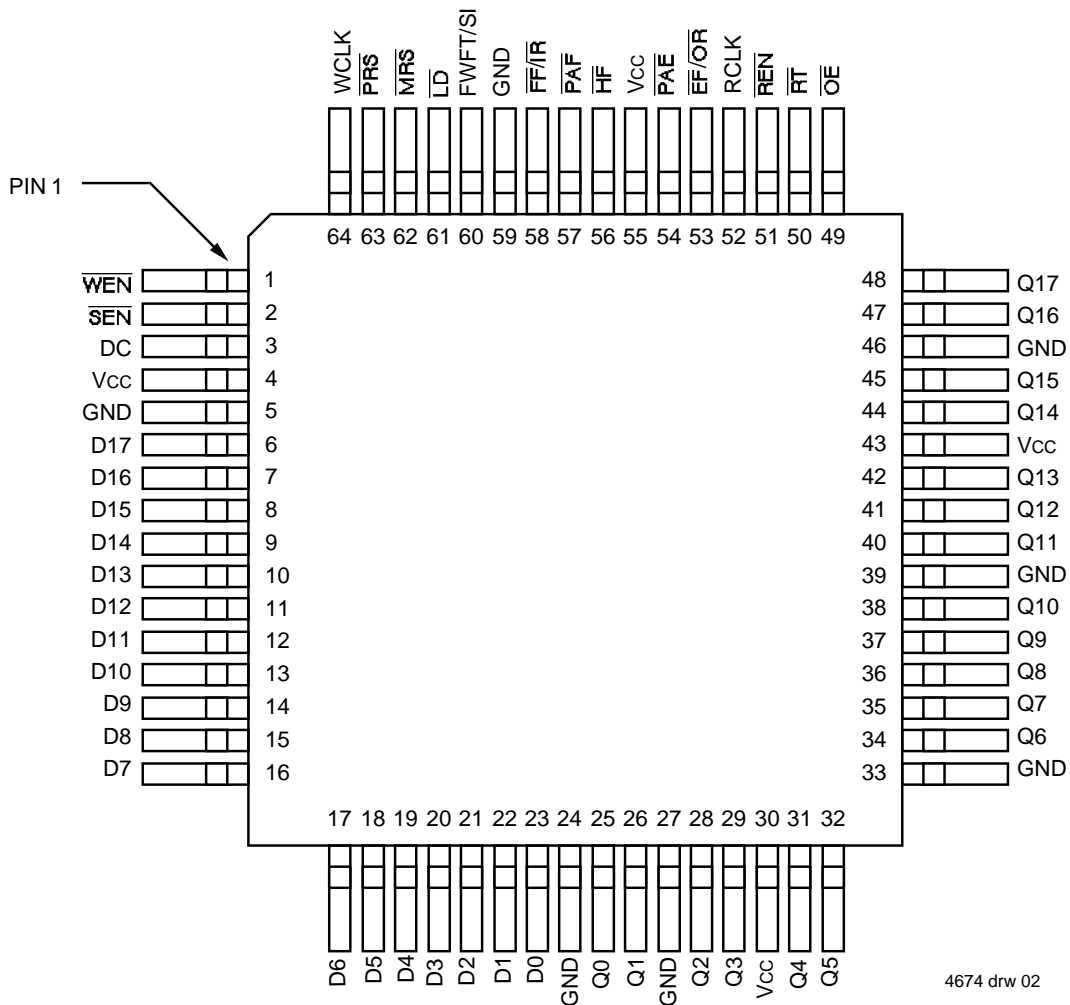 WCLK
PRS
MRS
LD
FWFT/SI
GND
FF/IR
PAF
HF
VCC
PAE
EF/OR
RCLK
REN
RT
OE
PIN 1
64 63 62 61 60 59 58 57 56 55 54 53 52 51 50 49
WEN 1
SEN 2
DC 3
VCC 4
GND 5
D17 6
D16 7
D15 8
D14 9
D13 10
D12 11
D11 12
D10 13
D9 14
D8 15
D7 16
48 Q17
47 Q16
46 GND
45 Q15
44 Q14
43 VCC
42 Q13
41 Q12
40 Q11
39 GND
38 Q10
37 Q9
36 Q8
35 Q7
34 Q6
33 GND
17 18 19 20 21 22 23 24 25 26 27 28 29 30 31 32
D6
D5
D4
D3
D2
D1
D0
GND
Q0
Q1
GND
Q2
Q3
VCC
Q4
Q5
4674 drw 02